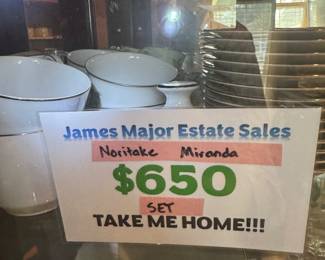 James Major Estate Sales
Noritake Miranda
$650
SET
TAKE ME HOME!!!